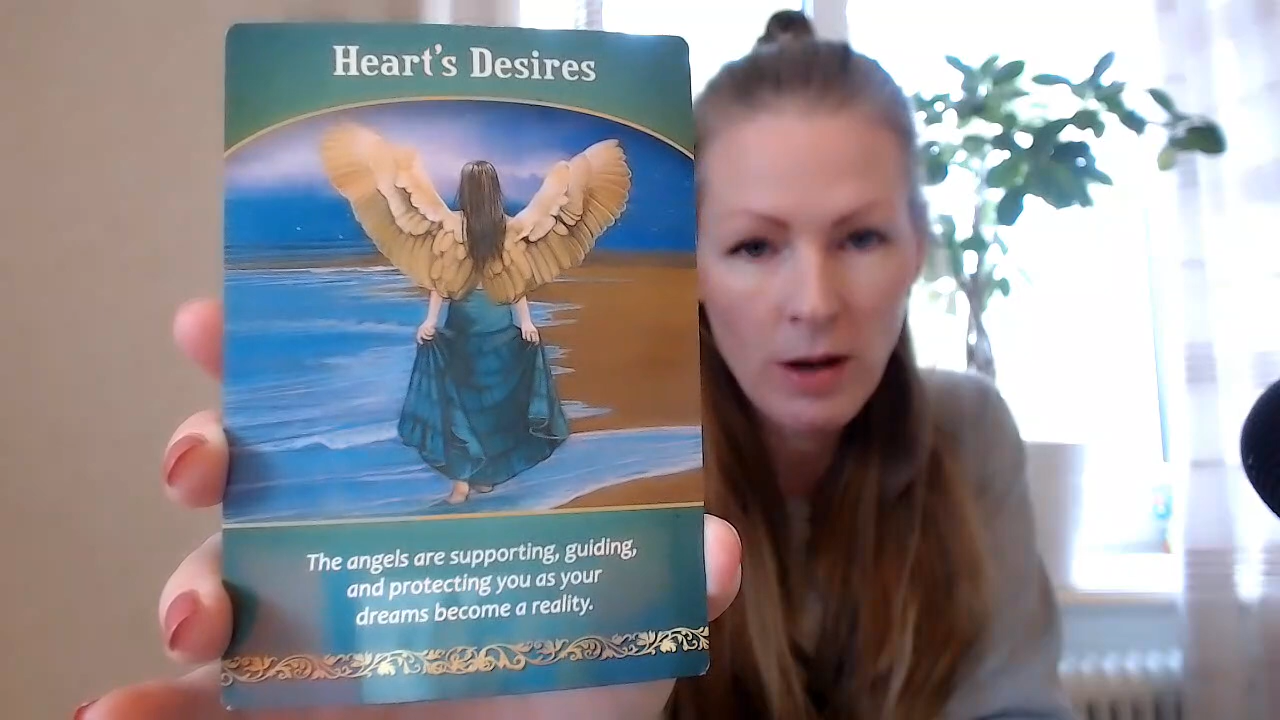 Heart's Desires
The angels are supporting, guiding,
and protecting you as your
dreams become a reality.